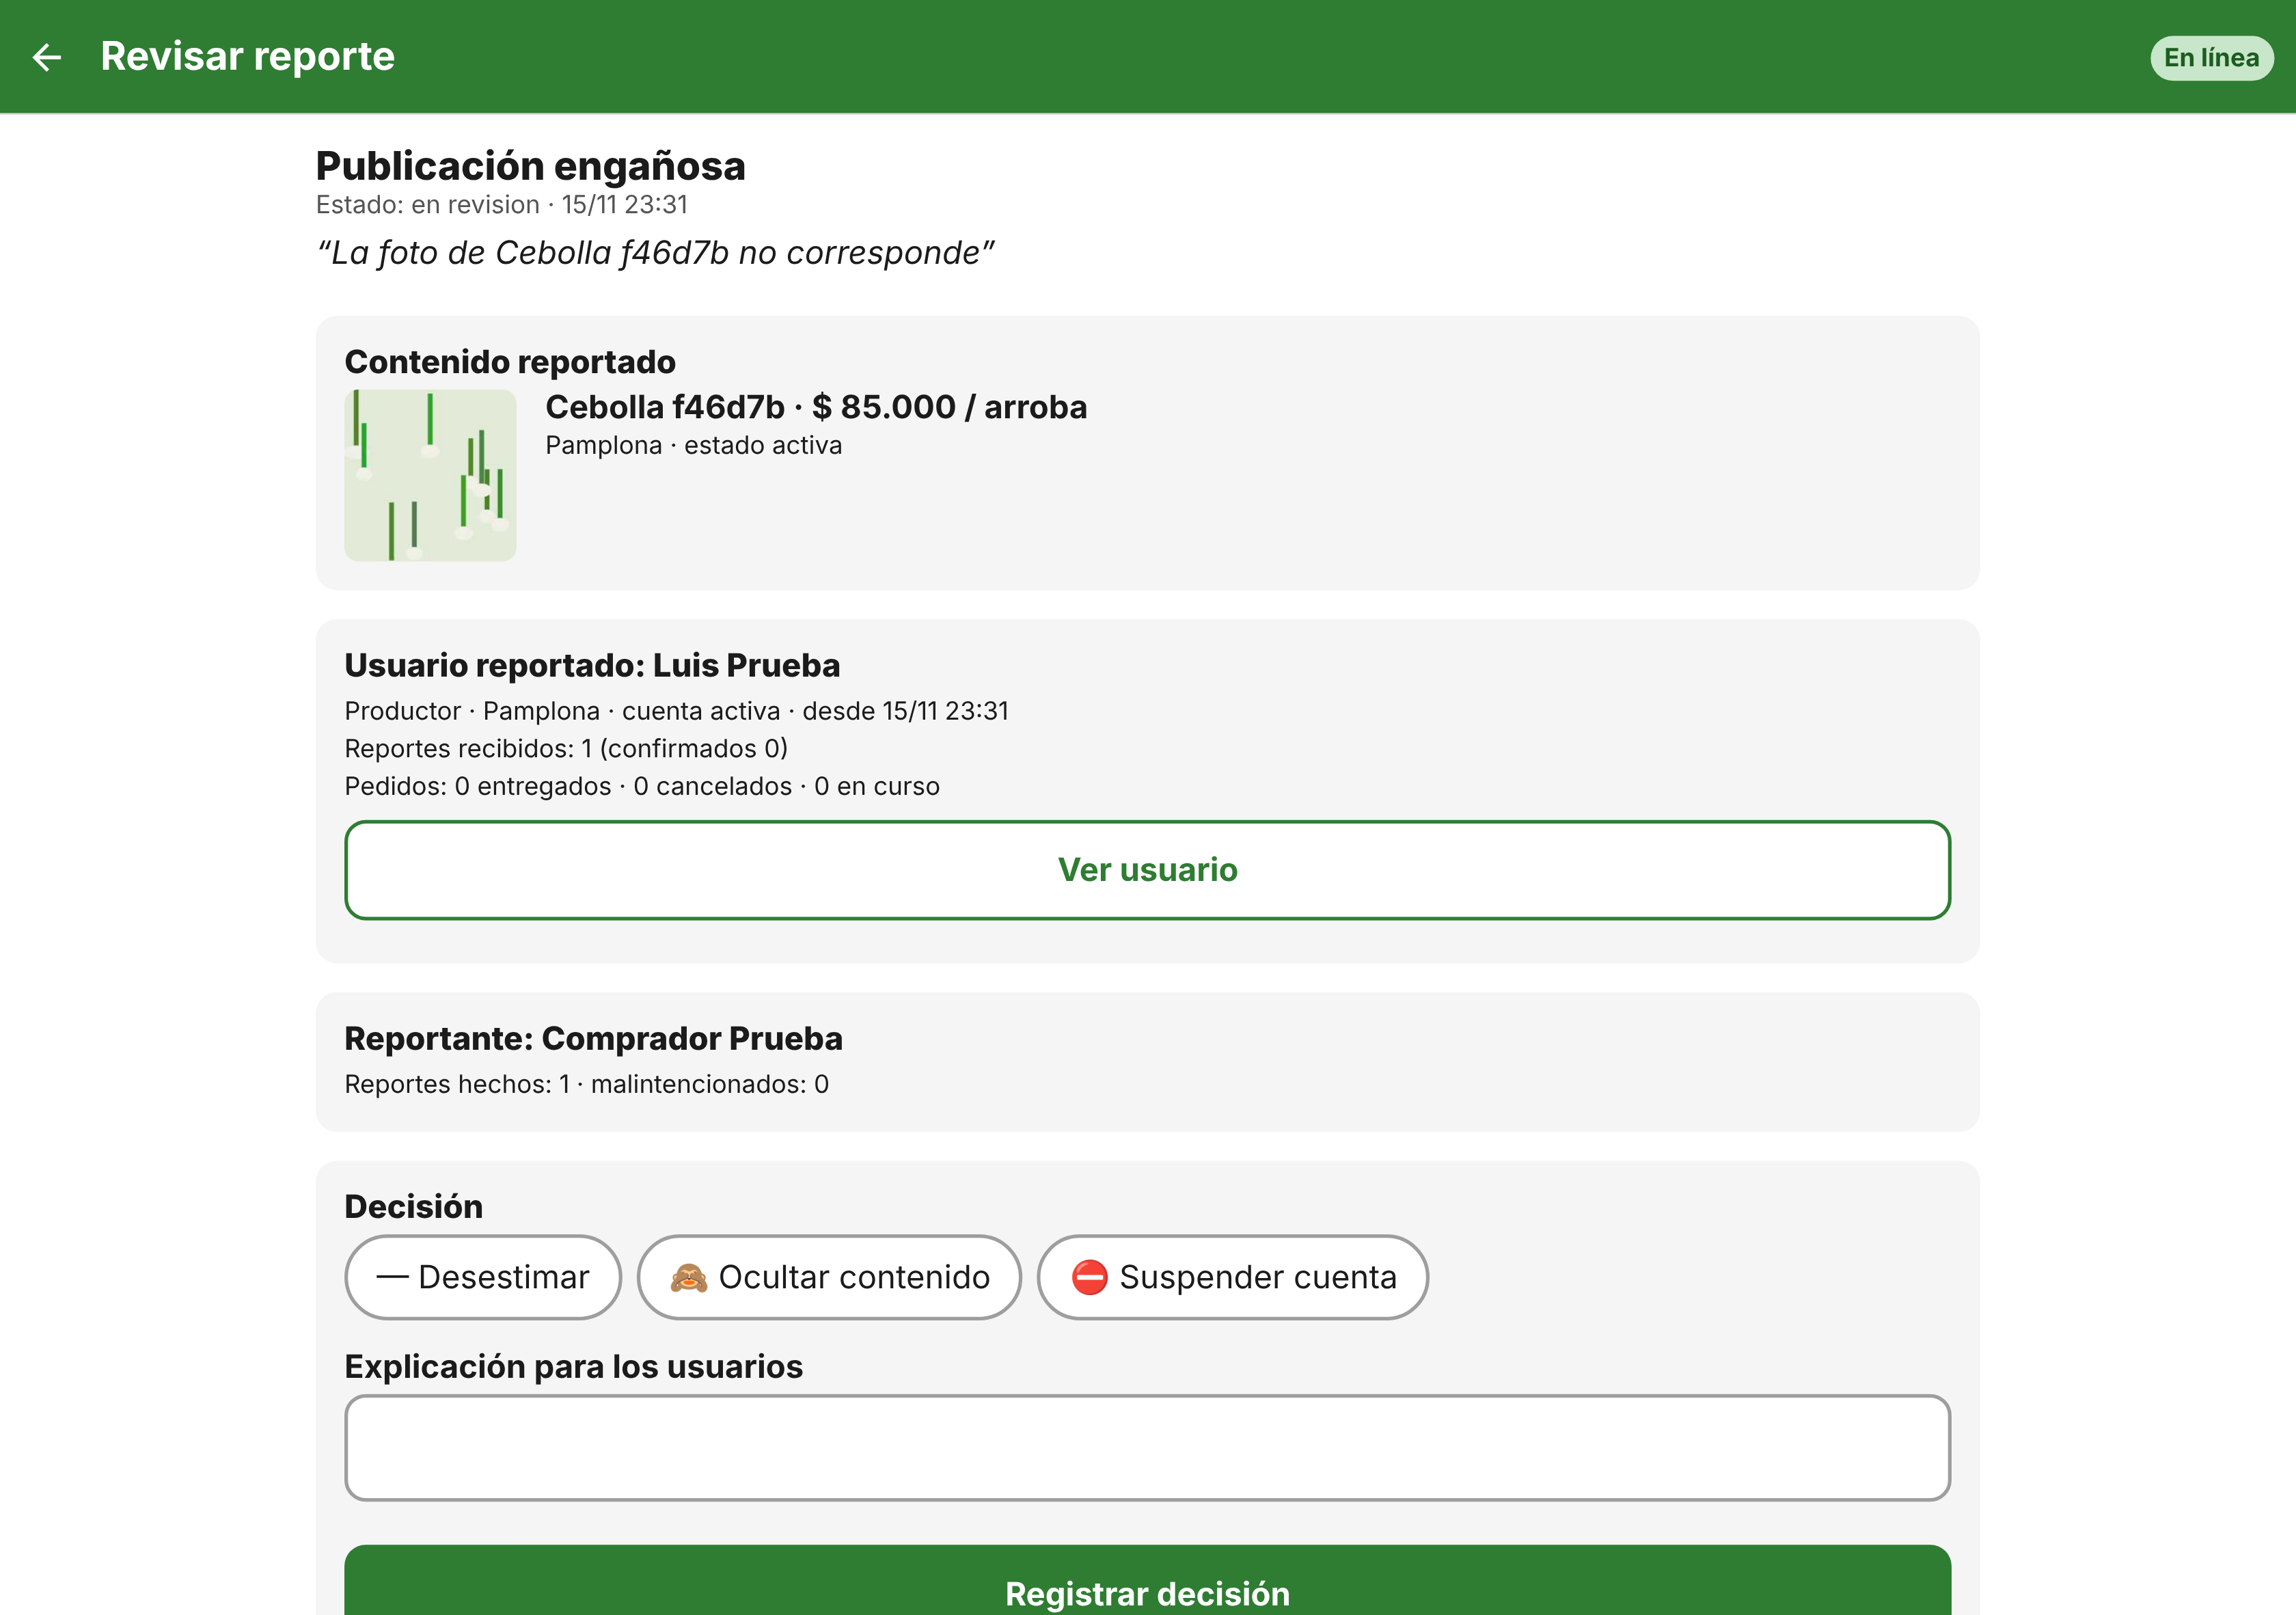 Revisar reporte
En línea
Publicación engañosa
Estado: en revision · 15/11 23:31
“La foto de Cebolla f46d7b no corresponde”
Contenido reportado
Cebolla f46d7b · $ 85.000 / arroba
Pamplona · estado activa
Usuario reportado: Luis Prueba
Productor · Pamplona · cuenta activa · desde 15/11 23:31
Reportes recibidos: 1 (confirmados 0)
Pedidos: 0 entregados · 0 cancelados · 0 en curso
Ver usuario
Reportante: Comprador Prueba
Reportes hechos: 1 · malintencionados: 0
Decisión
— Desestimar
🙈 Ocultar contenido
⛔ Suspender cuenta
Explicación para los usuarios
Registrar decisión